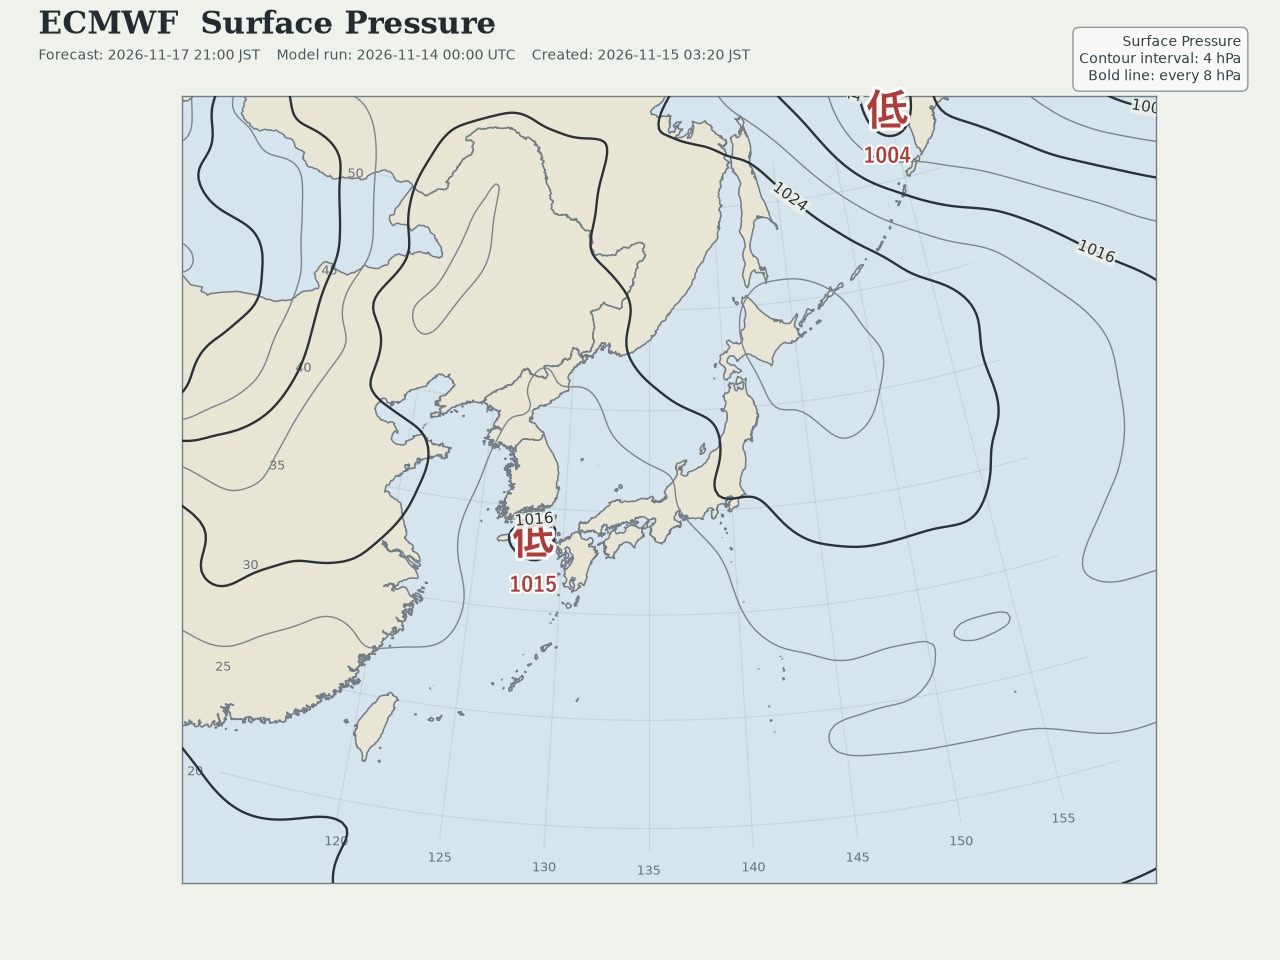 ECMWF  Surface Pressure
Forecast: 2026-11-17 21:00 JST    Model run: 2026-11-14 00:00 UTC    Created: 2026-11-15 03:20 JST
Surface Pressure
Contour interval: 4 hPa
Bold line: every 8 hPa
低
1004
50
1024
1016
45
40
35
1016
低
1015
30
25
20
120
125
130
135
140
145
150
155